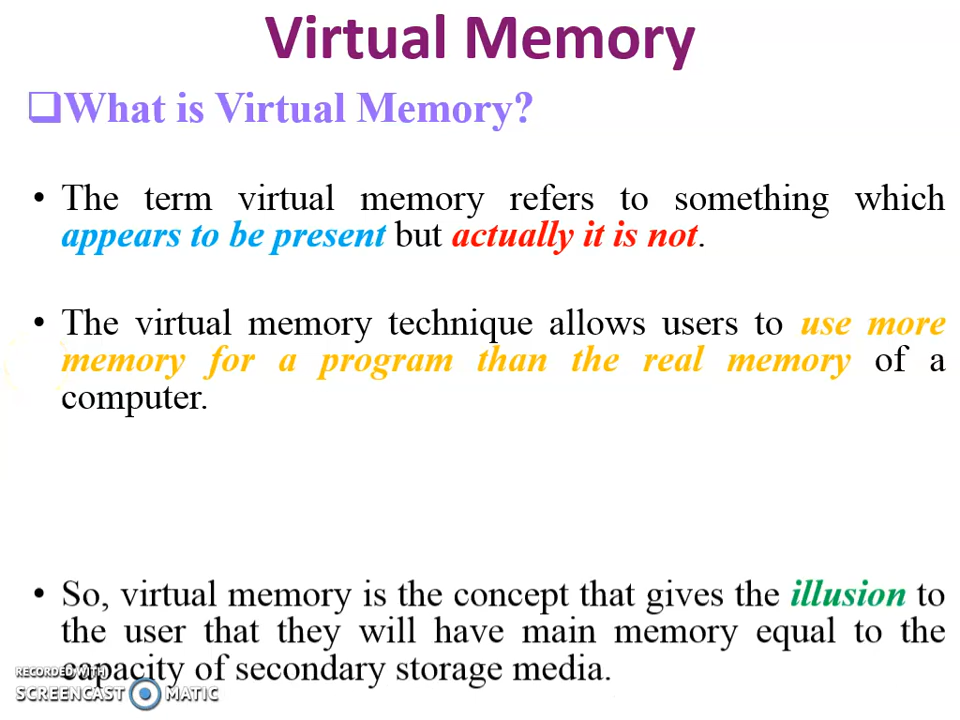 Virtual Memory
❑What is Virtual Memory?
• The term virtual memory refers to something which
appears to be present but actually it is not.
• The virtual memory technique allows users to use more
memory for a program than the real memory of a
computer.
• So, virtual memory is the concept that gives the illusion to
the user that they will have main memory equal to the
capacity of secondary storage media.
RECORDED WITH
SCREENCAST MATIC